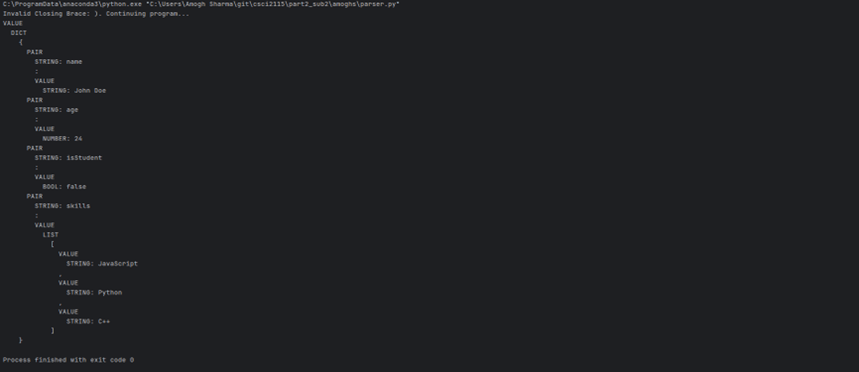 C:\ProgramData\anaconda3\python.exe "C:\Users\Amogh Sharma\git\csci2115\part2_sub2\amoghs\parser.py"
Invalid Closing Brace: ). Continuing program...
VALUE
DICT
{
PAIR
STRING: name
:
VALUE
STRING: John Doe
PAIR
STRING: age
:
VALUE
NUMBER: 24
PAIR
STRING: isStudent
:
VALUE
BOOL: false
PAIR
STRING: skills
:
VALUE
LIST
[
VALUE
STRING: JavaScript
,
VALUE
STRING: Python
,
VALUE
STRING: C++
]
}
Process finished with exit code 0